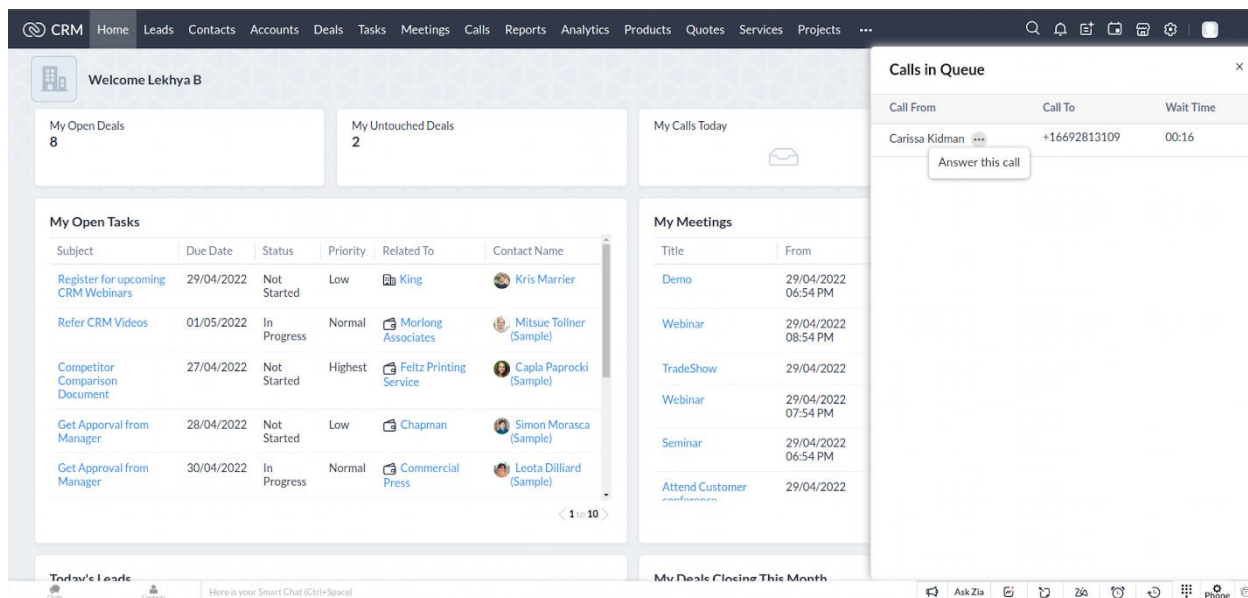 CRM Home Leads Contacts Accounts Deals Tasks Meetings Calls Reports Analytics Products Quotes Services Projects
Welcome Lekhya B
My Open Deals
8
My Untouched Deals
2
My Calls Today
My Open Tasks
Subject Due Date Status Priority Related To Contact Name
Register for upcoming 29/04/2022 Not Low King Kris Marrier
CRM Webinars Started
Refer CRM Videos 01/05/2022 In Normal Morlong Mitsue Tollner
Progress Associates (Sample)
Competitor 27/04/2022 Not Highest Feltz Printing Capla Paprocki
Comparison Started Service (Sample)
Document
Get Apporval from 28/04/2022 Not Low Chapman Simon Morasca
Manager Started (Sample)
Get Approval from 30/04/2022 In Normal Commercial Leota Dilliard
Manager Progress Press (Sample)
1 to 10
My Meetings
Title From
Demo 29/04/2022
06:54 PM
Webinar 29/04/2022
08:54 PM
TradeShow 29/04/2022
Webinar 29/04/2022
07:54 PM
Seminar 29/04/2022
06:54 PM
Attend Customer 29/04/2022
conference
Calls in Queue
Call From Call To Wait Time
Carissa Kidman +16692813109 00:16
Answer this call
Today's Leads
My Deals Closing This Month
Chats Contacts Here is your Smart Chat (Ctrl+Space) Ask Zia Phone